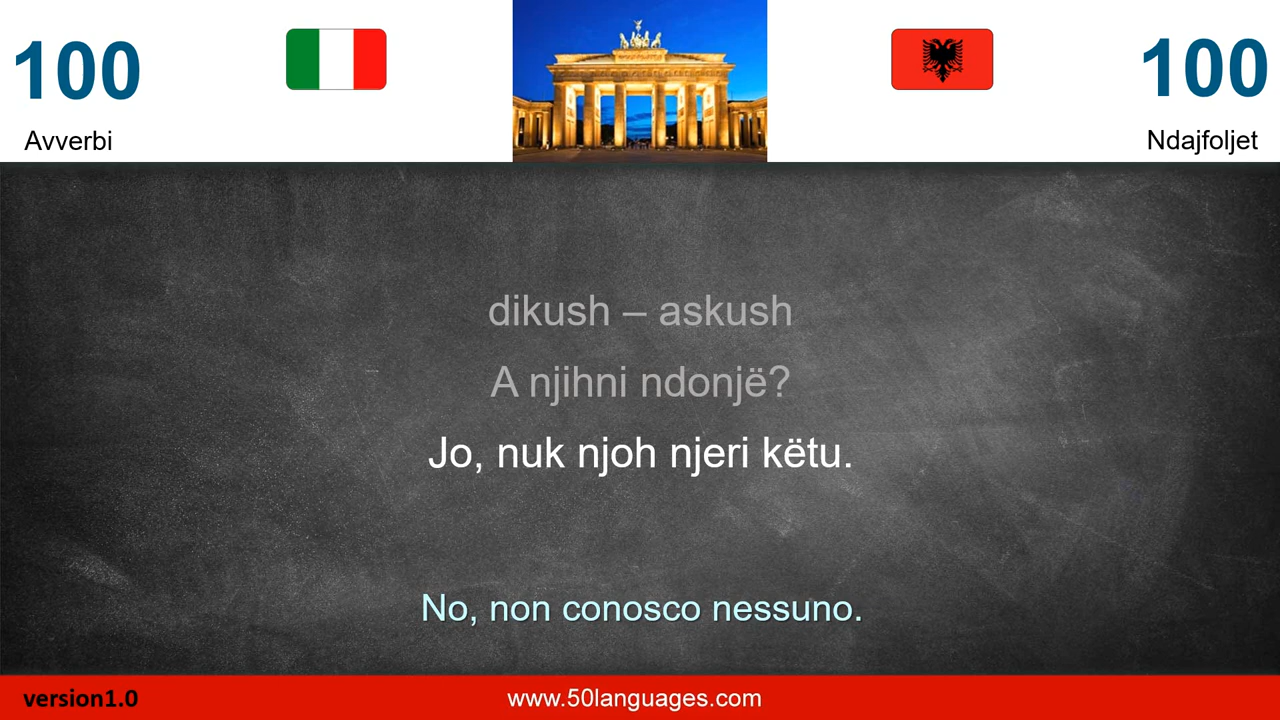 100
100
Avverbi
Ndajfoljet
dikush – askush
A njihni ndonjë?
Jo, nuk njoh njeri këtu.
No, non conosco nessuno.
version1.0
www.50languages.com